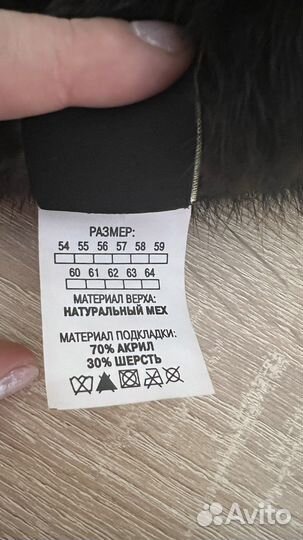 РАЗМЕР:
54 55 56 57 58 59
60 61 62 63 64
МАТЕРИАЛ ВЕРХА:
НАТУРАЛЬНЫЙ МЕХ
МАТЕРИАЛ ПОДКЛАДКИ:
70% АКРИЛ
30% ШЕРСТЬ
Avito